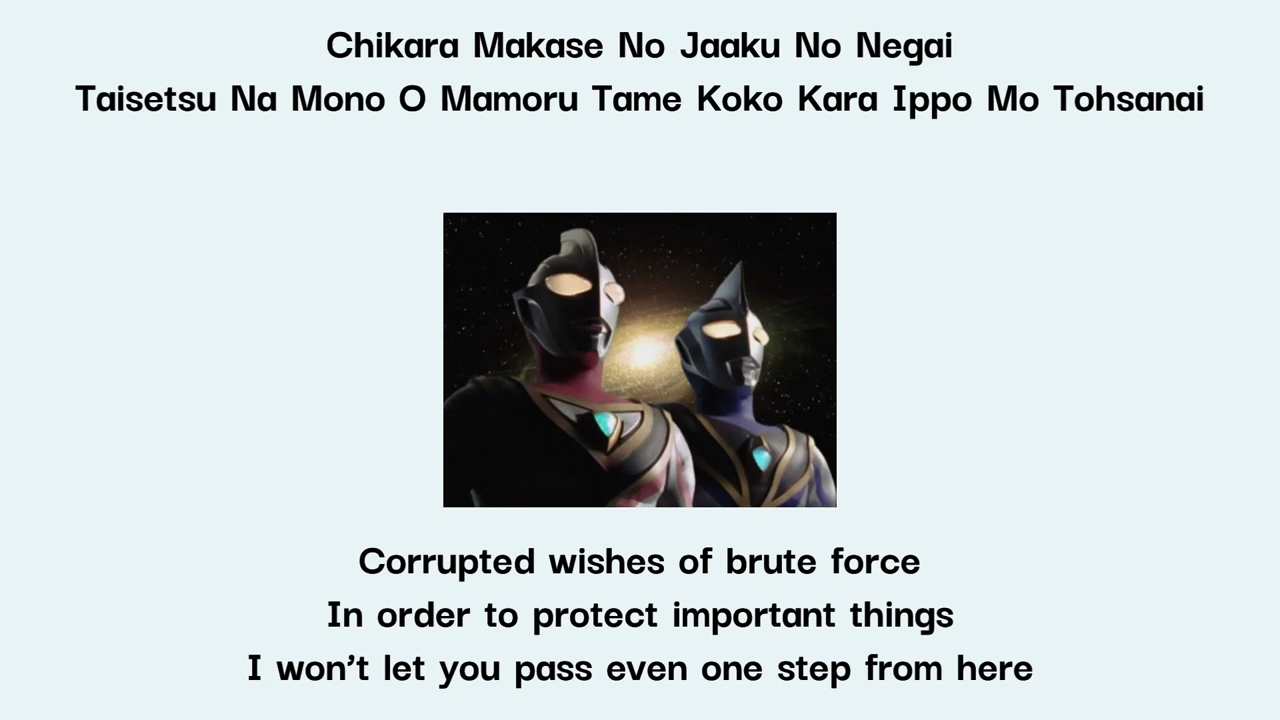 Chikara Makase No Jaaku No Negai
Taisetsu Na Mono O Mamoru Tame Koko Kara Ippo Mo Tohsanai
Corrupted wishes of brute force
In order to protect important things
I won't let you pass even one step from here